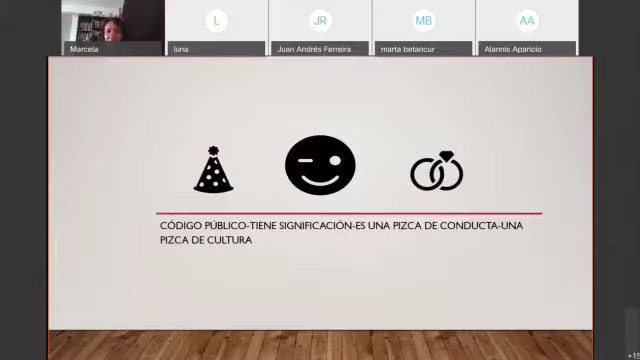 L
JR
MB
AA
Marcela
luna
Juan Andrés Ferreira
marta betancur
Alannis Aparicio
CÓDIGO PÚBLICO-TIENE SIGNIFICACIÓN-ES UNA PIZCA DE CONDUCTA-UNA
PIZCA DE CULTURA